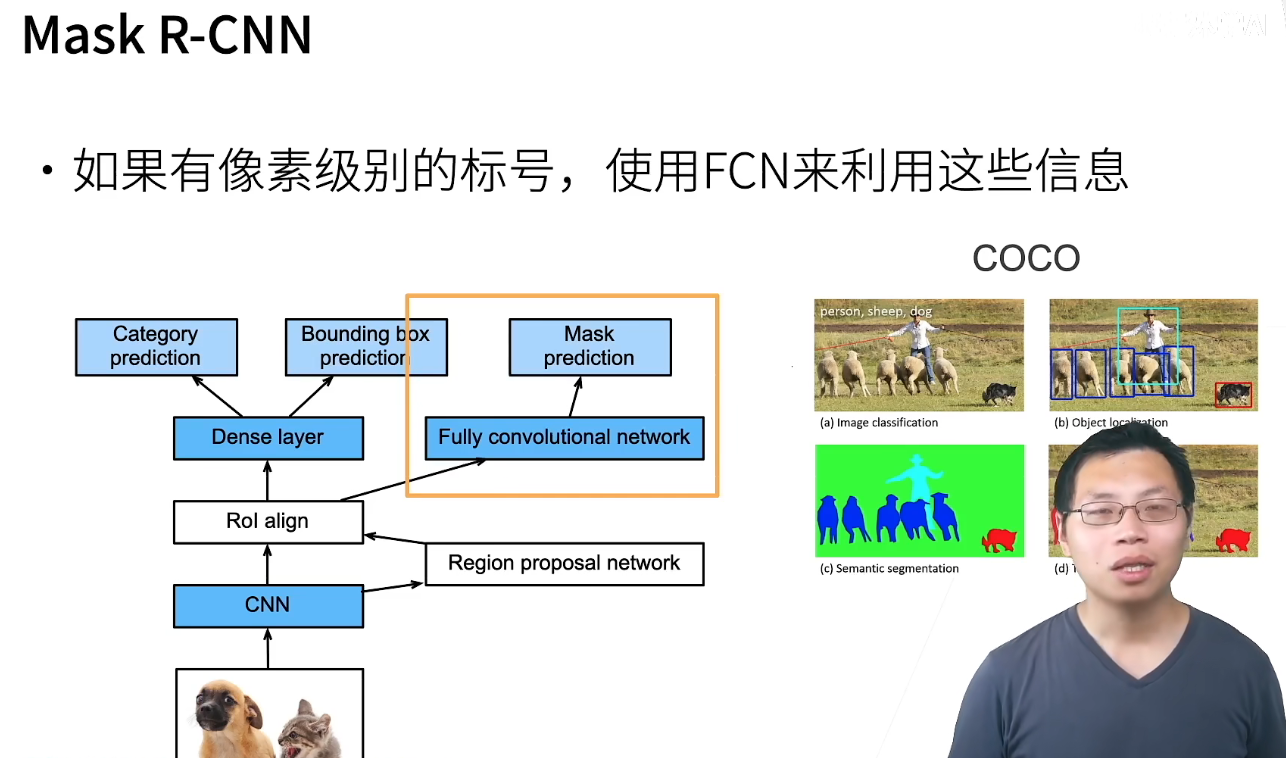 Mask R-CNN
• 如果有像素级别的标号，使用FCN来利用这些信息
COCO
Category
prediction
Bounding box
prediction
Mask
prediction
Dense layer
Fully convolutional network
RoI align
Region proposal network
CNN
person, sheep, dog
(a) Image classification
(b) Object localization
(c) Semantic segmentation
(d) T